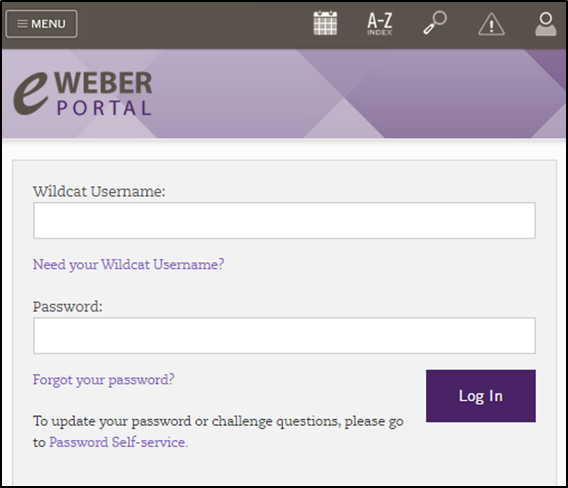 MENU
A-Z
INDEX
e WEBER
PORTAL
Wildcat Username:
Need your Wildcat Username?
Password:
Forgot your password?
Log In
To update your password or challenge questions, please go
to Password Self-service.